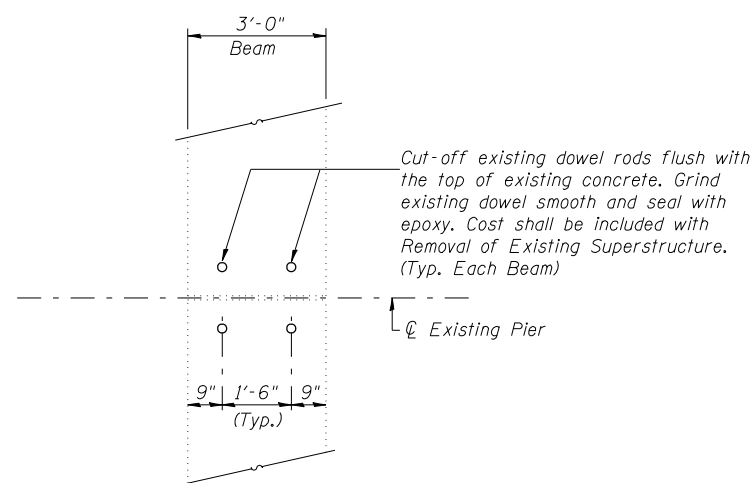 3'-0"
Beam
Cut-off existing dowel rods flush with
the top of existing concrete. Grind
existing dowel smooth and seal with
epoxy. Cost shall be included with
Removal of Existing Superstructure.
(Typ. Each Beam)
℄ Existing Pier
9" 1'-6" 9"
(Typ.)